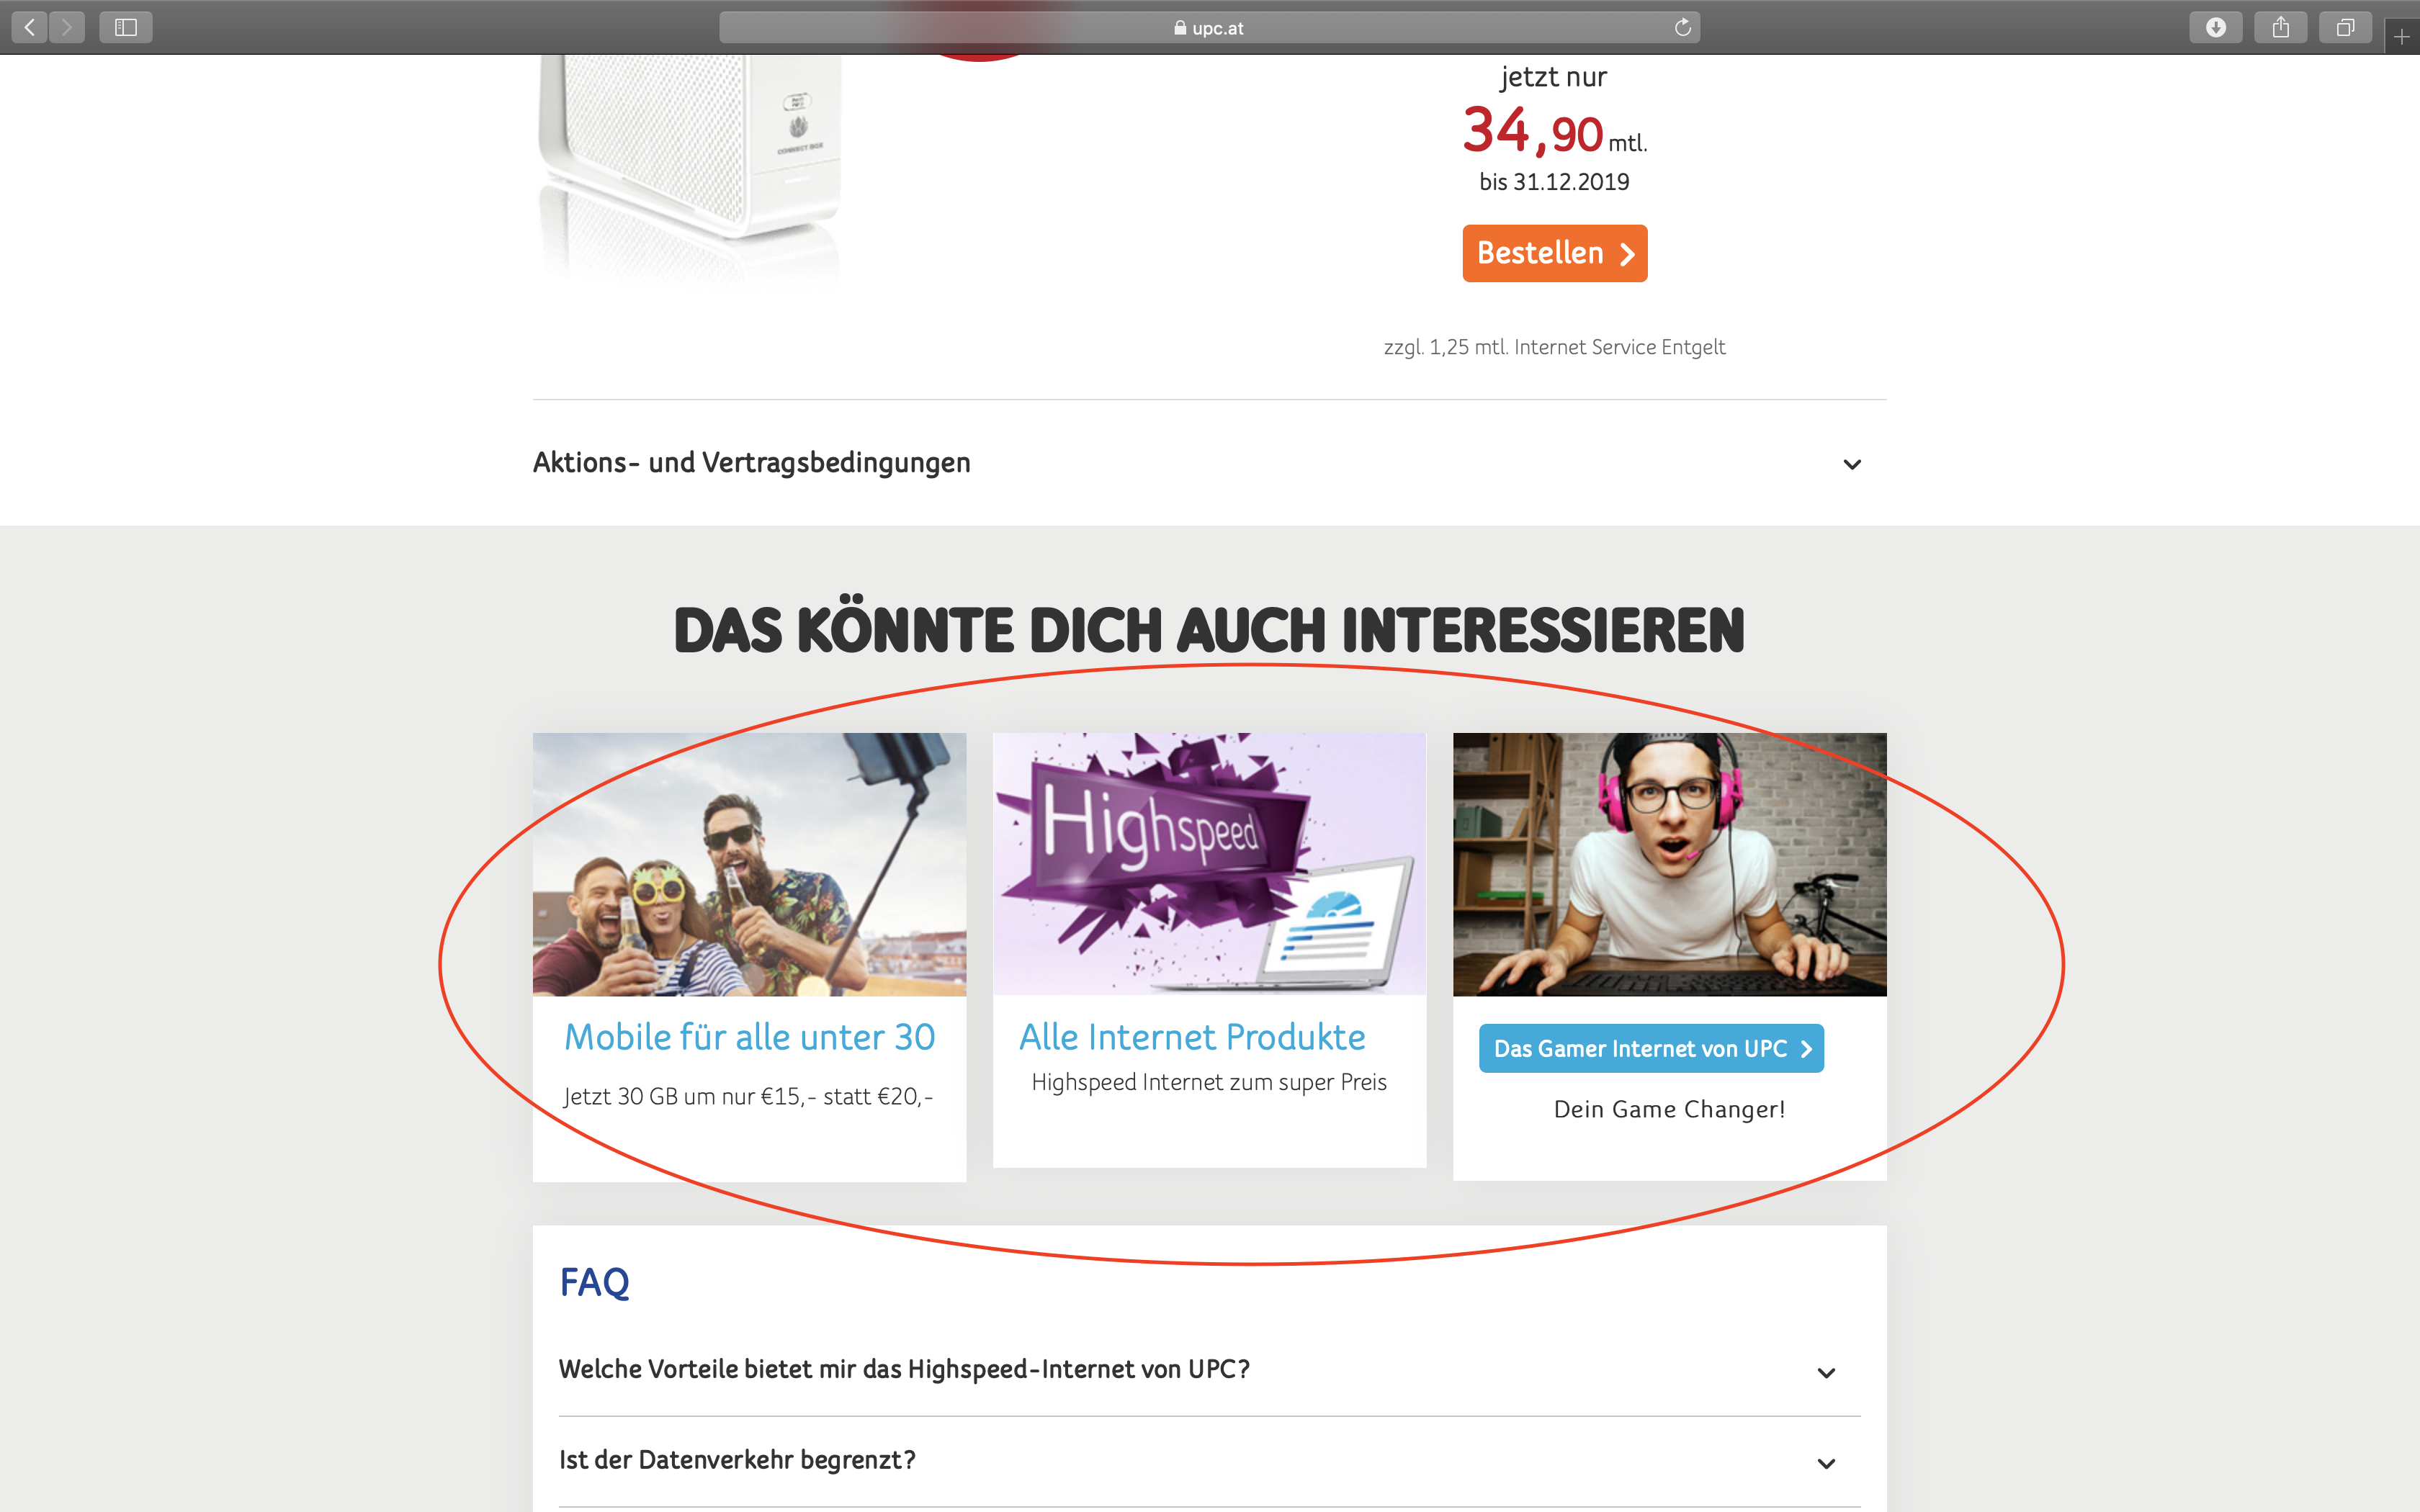 upc.at
CONNECT BOX
jetzt nur
34,90 mtl.
bis 31.12.2019
Bestellen
zzgl. 1,25 mtl. Internet Service Entgelt
Aktions- und Vertragsbedingungen
DAS KÖNNTE DICH AUCH INTERESSIEREN
Highspeed
Mobile für alle unter 30
Jetzt 30 GB um nur €15,- statt €20,-
Alle Internet Produkte
Highspeed Internet zum super Preis
Das Gamer Internet von UPC
Dein Game Changer!
FAQ
Welche Vorteile bietet mir das Highspeed-Internet von UPC?
Ist der Datenverkehr begrenzt?